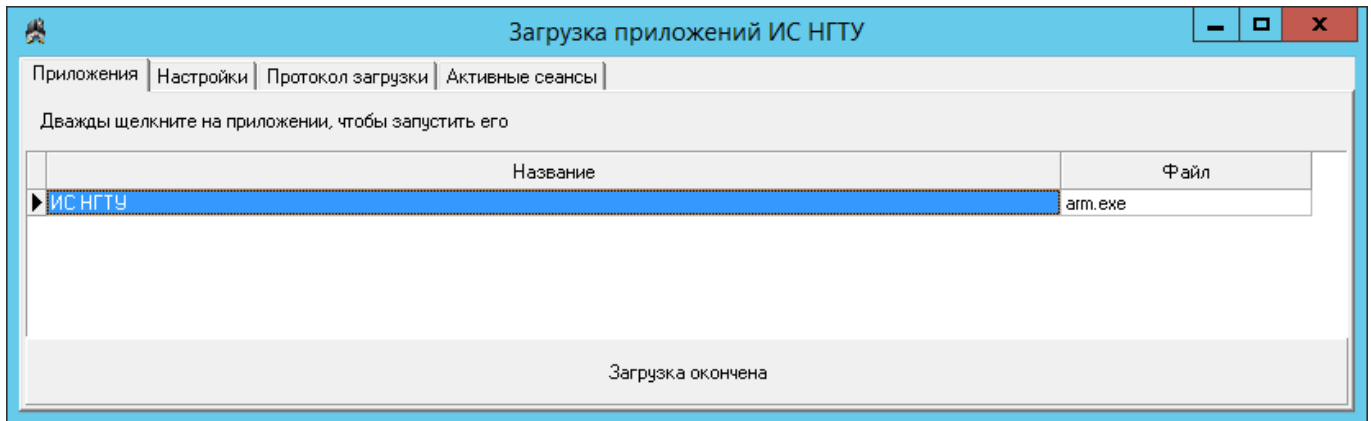 Загрузка приложений ИС НГТУ
Приложения Настройки Протокол загрузки Активные сеансы
Дважды щелкните на приложении, чтобы запустить его
Название Файл
ИС НГТУ arm.exe
Загрузка окончена